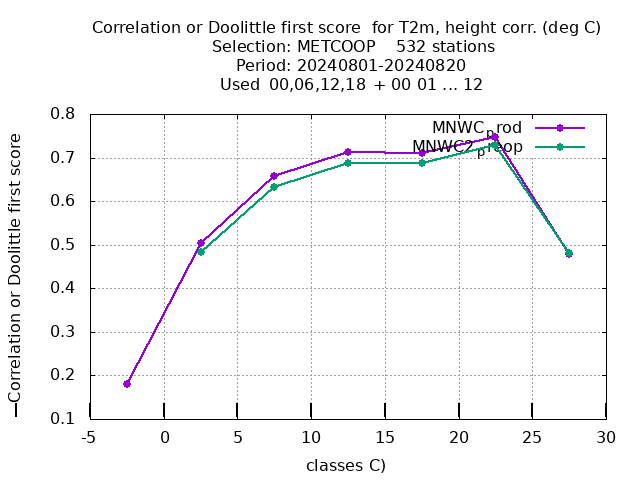 Correlation or Doolittle first score  for T2m, height corr. (deg C)
Selection: METCOOP    532 stations
Period: 20240801-20240820
Used  00,06,12,18  + 00 01 ... 12
—Correlation or Doolittle first score
MNWCprod
MNWC2preop
0.8
0.7
0.6
0.5
0.4
0.3
0.2
0.1
-5 0 5 10 15 20 25 30
classes C)